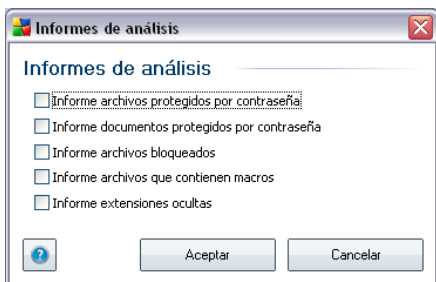 Informes de análisis
Informes de análisis
Informe archivos protegidos por contraseña
Informe documentos protegidos por contraseña
Informe archivos bloqueados
Informe archivos que contienen macros
Informe extensiones ocultas
?
Aceptar
Cancelar